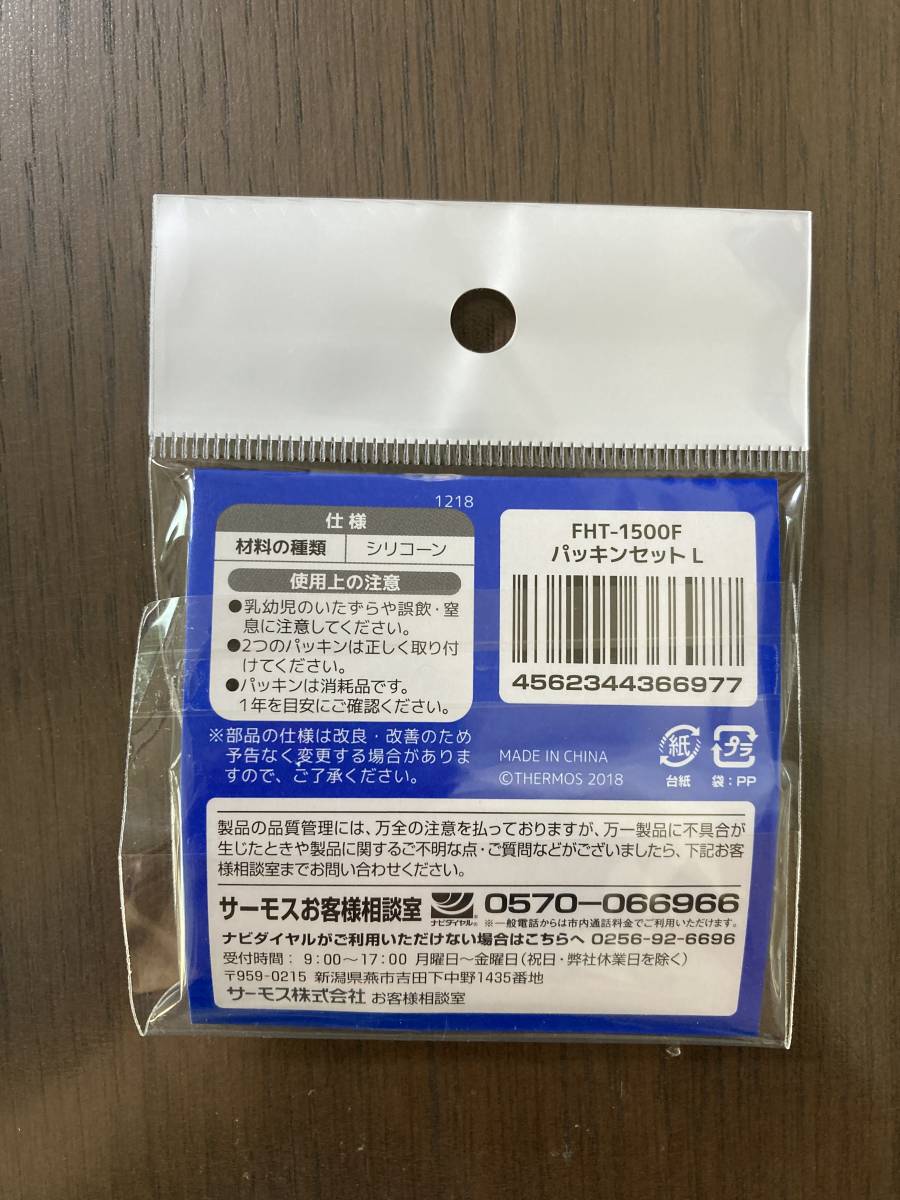 1218
仕様
材料の種類 シリコーン
使用上の注意
●乳幼児のいたずらや誤飲・窒
息に注意してください。
●2つのパッキンは正しく取り付
けてください。
●パッキンは消耗品です。
1年を目安にご確認ください。
※部品の仕様は改良・改善のため
予告なく変更する場合がありま
すので、ご了承ください。
FHT-1500F
パッキンセット L
4562344366977
MADE IN CHINA
©THERMOS 2018
紙
台紙
プラ
袋：PP
製品の品質管理には、万全の注意を払っておりますが、万一製品に不具合が
生じたときや製品に関するご不明な点・ご質問などがございましたら、下記お客
様相談室までお問い合わせください。
サーモスお客様相談室 ナビダイヤル® 0570-066966
※一般電話からは市内通話料金でご利用いただけます。
ナビダイヤルがご利用いただけない場合はこちらへ 0256-92-6696
受付時間：9:00〜17:00 月曜日〜金曜日（祝日・弊社休業日を除く）
〒959-0215 新潟県燕市吉田下中野1435番地
サーモス株式会社 お客様相談室